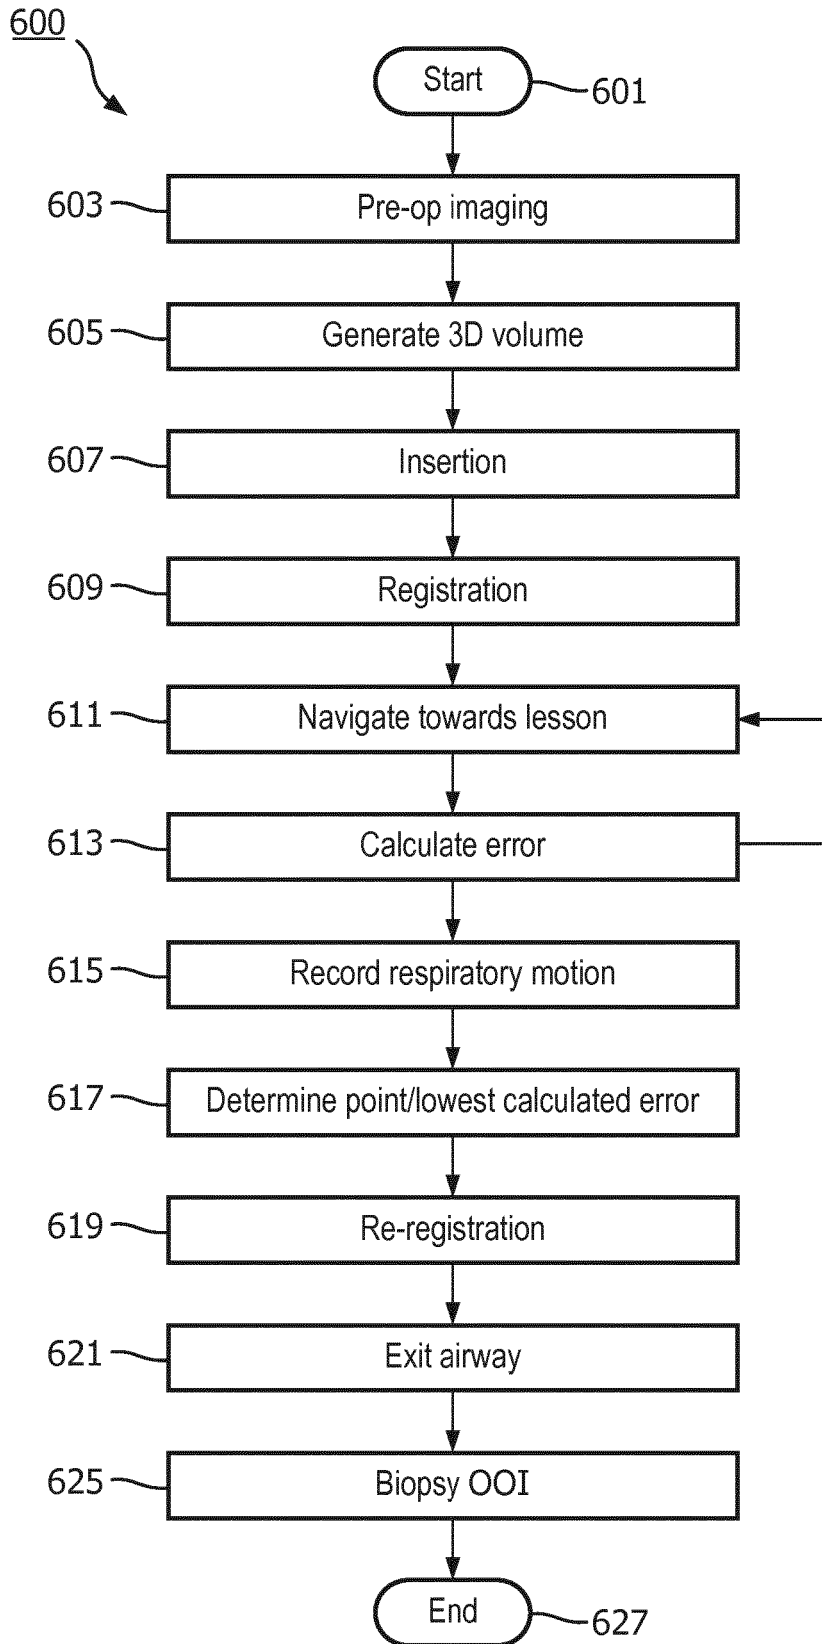 600
Start
601
603
Pre-op imaging
605
Generate 3D volume
607
Insertion
609
Registration
611
Navigate towards lesson
613
Calculate error
615
Record respiratory motion
617
Determine point/lowest calculated error
619
Re-registration
621
Exit airway
625
Biopsy OOI
End
627